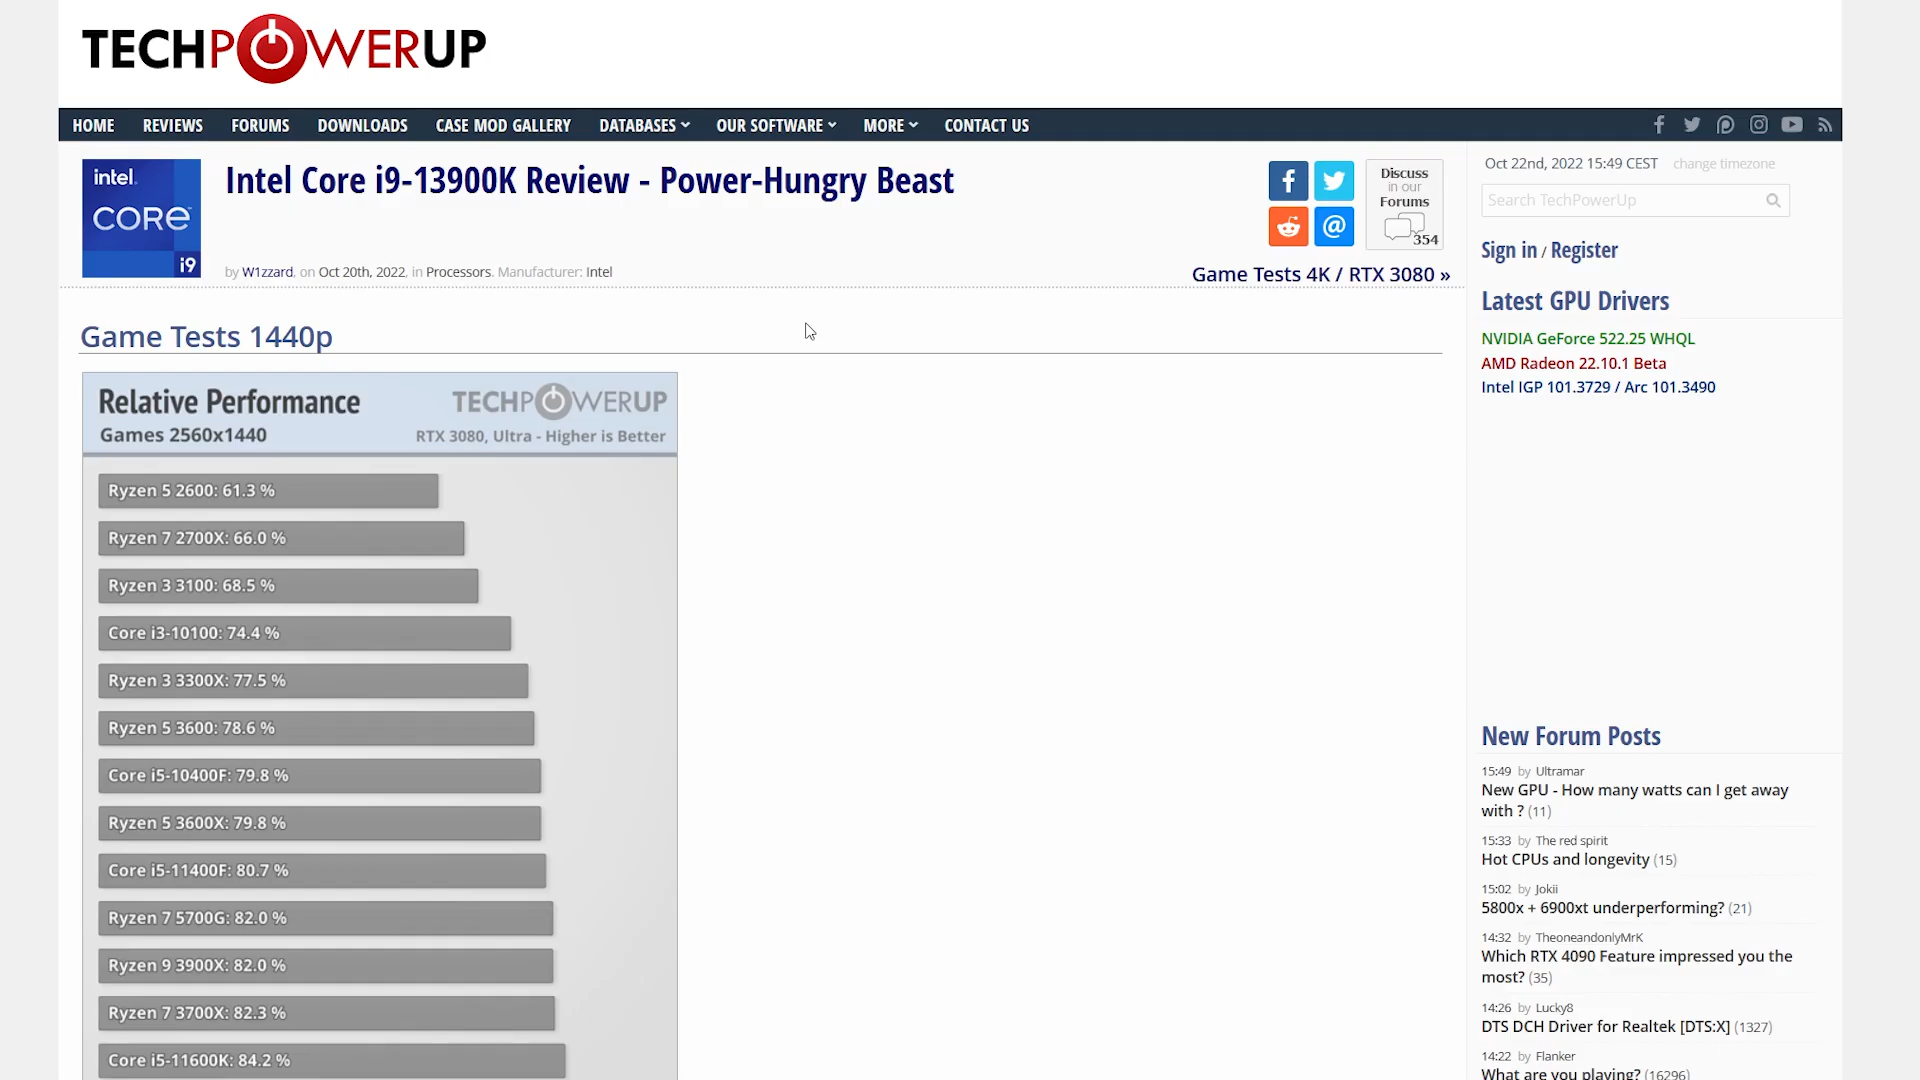 TECHPOWERUP
HOME REVIEWS FORUMS DOWNLOADS CASE MOD GALLERY DATABASES OUR SOFTWARE MORE CONTACT US
intel.
CORE
i9
Intel Core i9-13900K Review - Power-Hungry Beast
by W1zzard, on Oct 20th, 2022, in Processors. Manufacturer: Intel
Discuss
in our
Forums
354
Game Tests 4K / RTX 3080 »
Game Tests 1440p
Relative Performance
TECHPOWERUP
Games 2560x1440
RTX 3080, Ultra - Higher is Better
Ryzen 5 2600: 61.3 %
Ryzen 7 2700X: 66.0 %
Ryzen 3 3100: 68.5 %
Core i3-10100: 74.4 %
Ryzen 3 3300X: 77.5 %
Ryzen 5 3600: 78.6 %
Core i5-10400F: 79.8 %
Ryzen 5 3600X: 79.8 %
Core i5-11400F: 80.7 %
Ryzen 7 5700G: 82.0 %
Ryzen 9 3900X: 82.0 %
Ryzen 7 3700X: 82.3 %
Core i5-11600K: 84.2 %
Oct 22nd, 2022 15:49 CEST change timezone
Search TechPowerUp
Sign in / Register
Latest GPU Drivers
NVIDIA GeForce 522.25 WHQL
AMD Radeon 22.10.1 Beta
Intel IGP 101.3729 / Arc 101.3490
New Forum Posts
15:49 by Ultramar
New GPU - How many watts can I get away
with ? (11)
15:33 by The red spirit
Hot CPUs and longevity (15)
15:02 by Jokii
5800x + 6900xt underperforming? (21)
14:32 by TheoneandonlyMrK
Which RTX 4090 Feature impressed you the
most? (35)
14:26 by Lucky8
DTS DCH Driver for Realtek [DTS:X] (1327)
14:22 by Flanker
What are you playing? (16296)